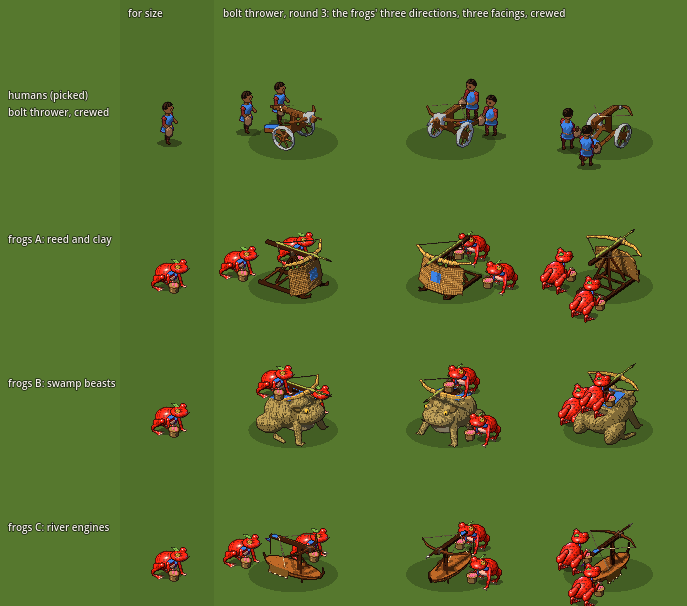 for size
bolt thrower, round 3: the frogs' three directions, three facings, crewed
humans (picked)
bolt thrower, crewed
frogs A: reed and clay
frogs B: swamp beasts
frogs C: river engines